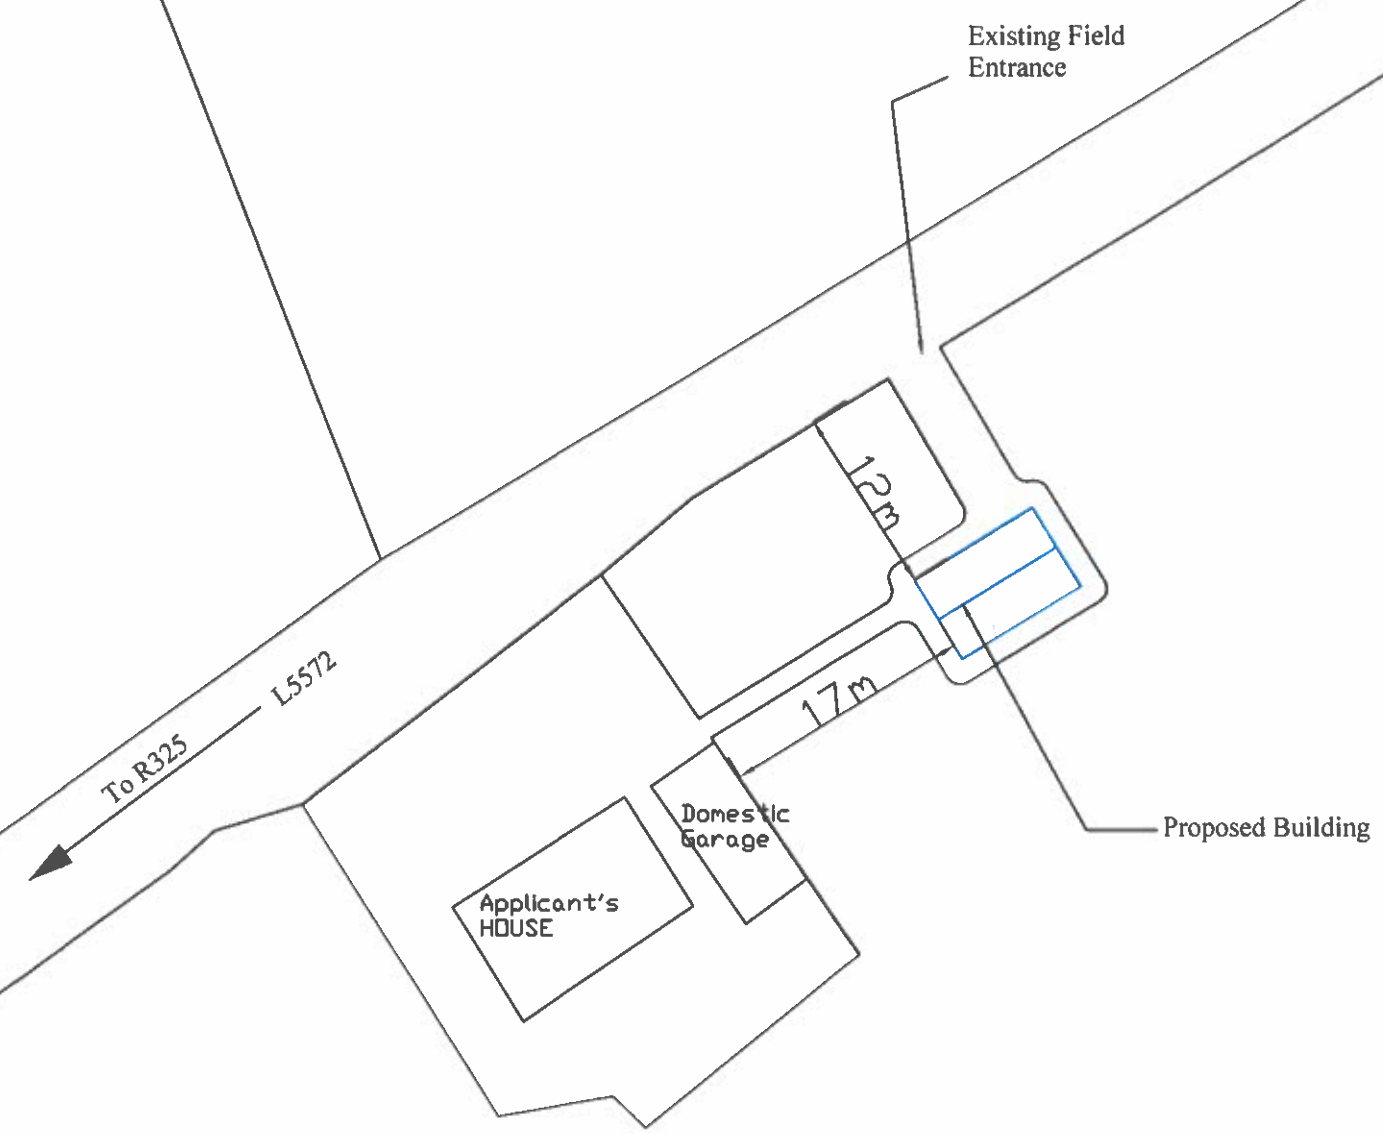 Existing Field
Entrance
12m
L5572
To R325
17m
Domestic
Garage
Proposed Building
Applicant's
HOUSE